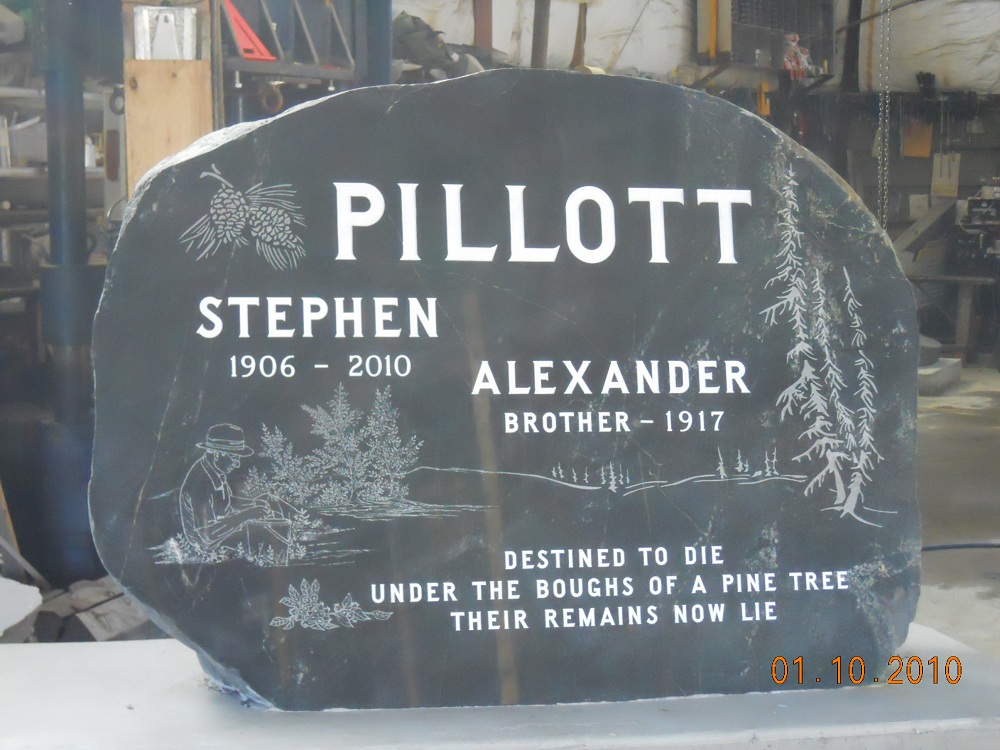 PILLOTT
STEPHEN
1906 - 2010
ALEXANDER
BROTHER - 1917
DESTINED TO DIE
UNDER THE BOUGHS OF A PINE TREE
THEIR REMAINS NOW LIE
01.10.2010